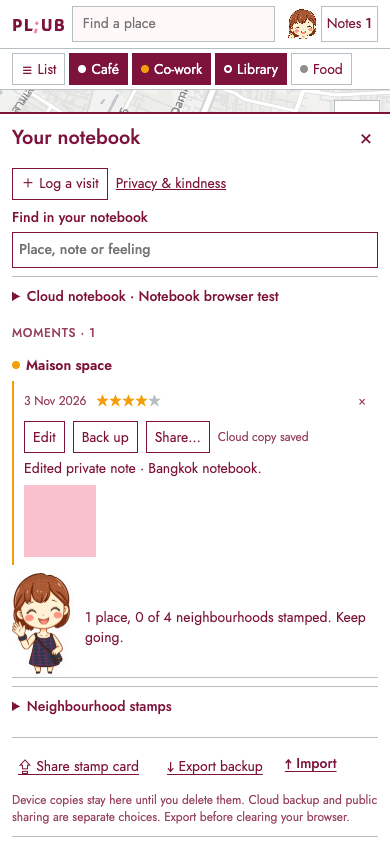 PL;UB
Find a place
Notes 1
≡ List
Café
Co-work
Library
Food
Your notebook
×
+ Log a visit
Privacy & kindness
Find in your notebook
Place, note or feeling
▶ Cloud notebook · Notebook browser test
MOMENTS · 1
Maison space
3 Nov 2026 ★★★★★ ×
Edit
Back up
Share...
Cloud copy saved
Edited private note · Bangkok notebook.
1 place, 0 of 4 neighbourhoods stamped. Keep
going.
▶ Neighbourhood stamps
Share stamp card
↓ Export backup
↑ Import
Device copies stay here until you delete them. Cloud backup and public
sharing are separate choices. Export before clearing your browser.